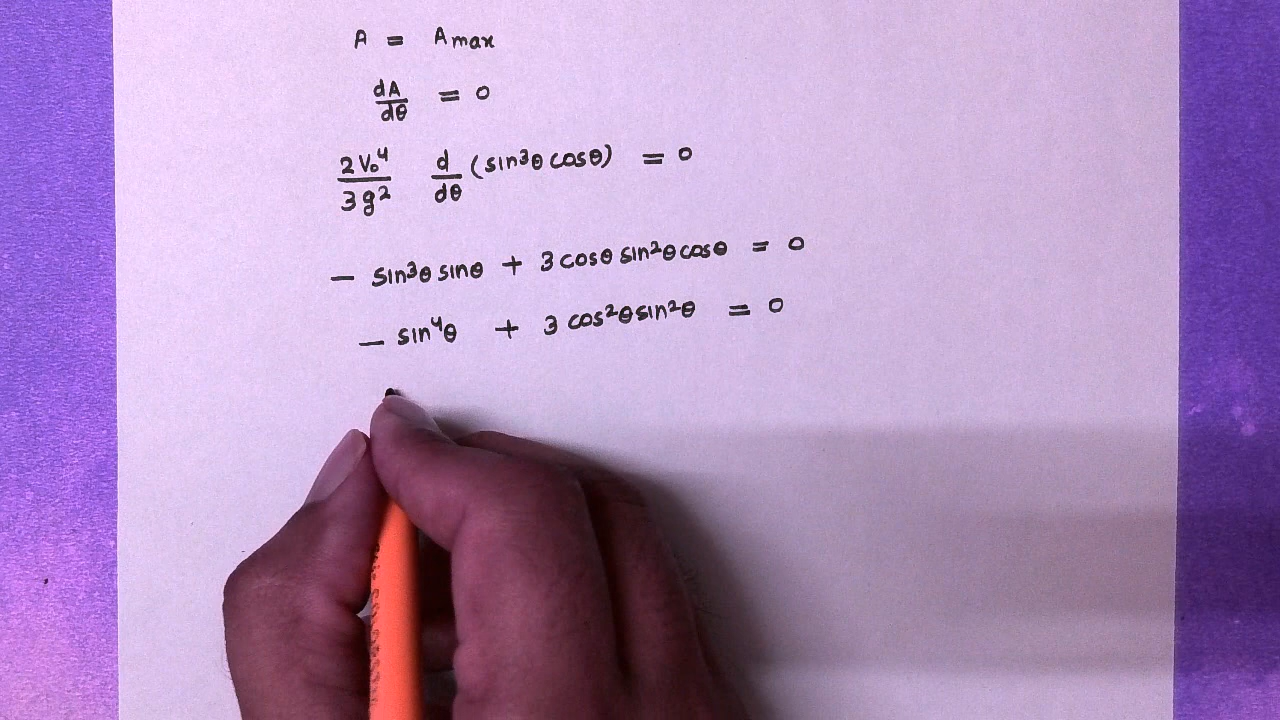 A = Amax
dA/dθ = 0
2V₀⁴/3g² d/dθ (sin³θ cosθ) = 0
− sin³θ sinθ + 3 cosθ sin²θ cosθ = 0
− sin⁴θ + 3 cos²θ sin²θ = 0